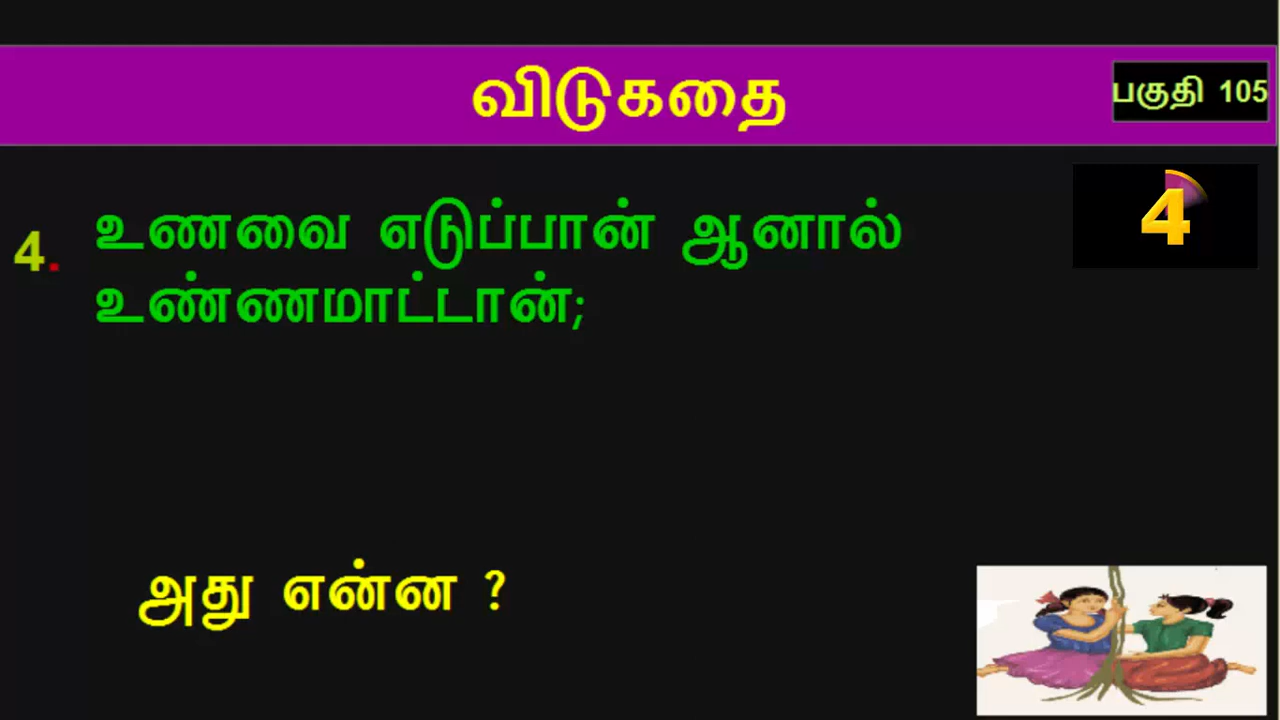 விடுகதை
பகுதி 105
4
4. உணவை எடுப்பான் ஆனால்
உண்ணமாட்டான்;
அது என்ன ?